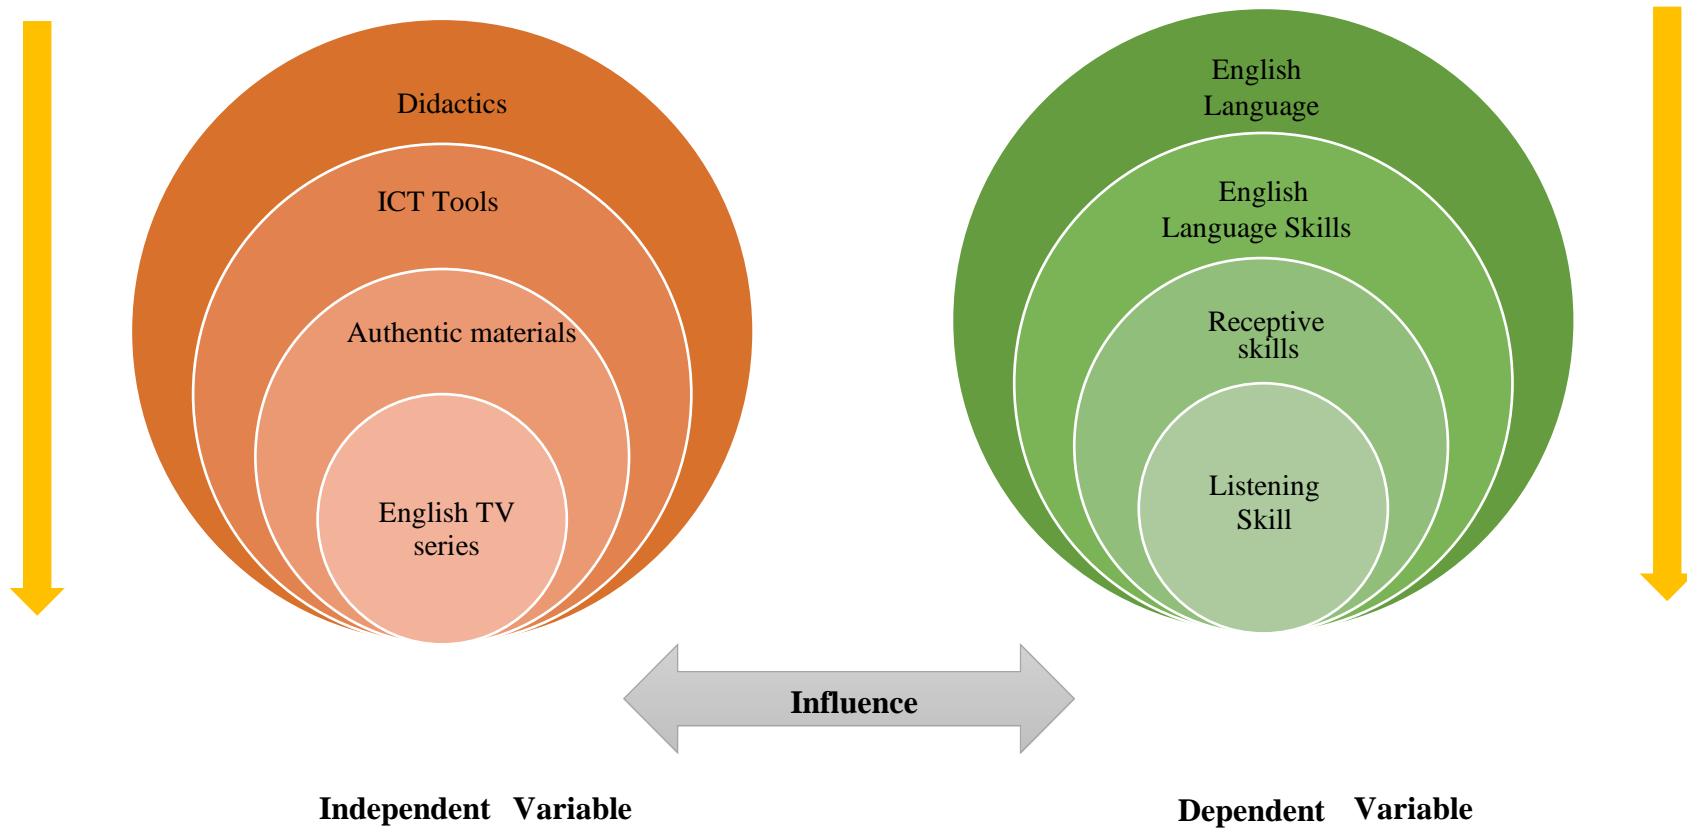 Didactics
ICT Tools
Authentic materials
English TV
series
English
Language
English
Language Skills
Receptive
skills
Listening
Skill
Influence
Independent Variable
Dependent Variable